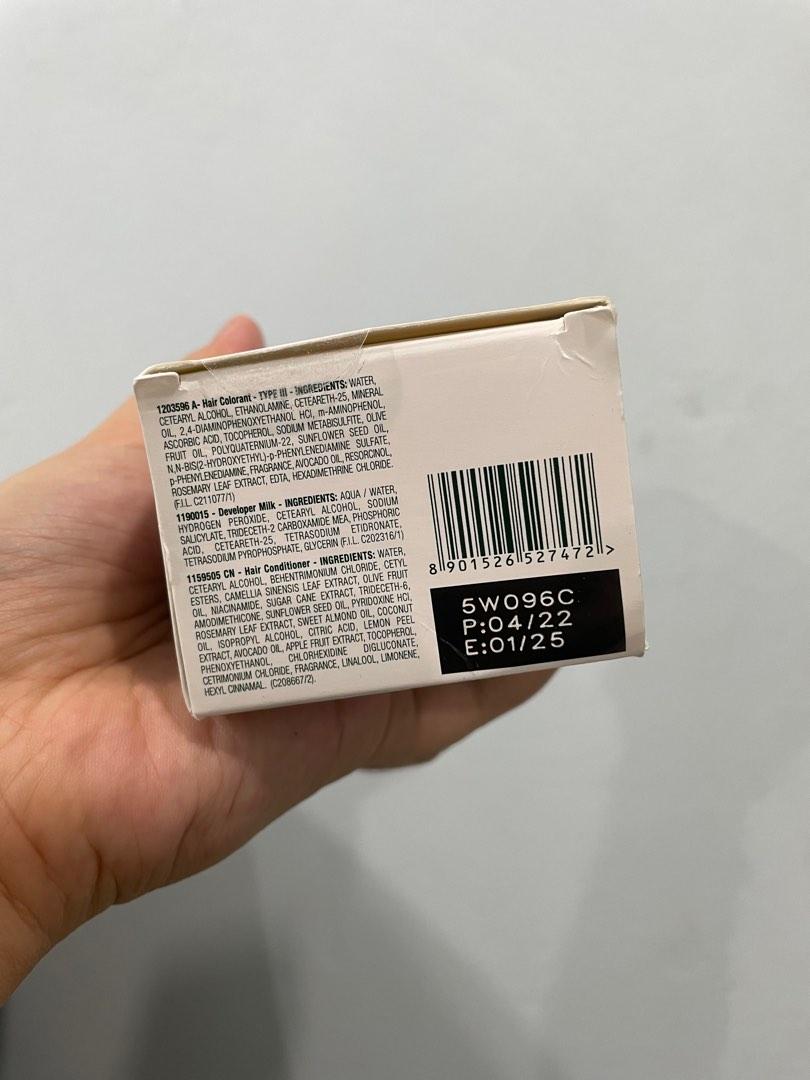 1203596 A- Hair Colorant - TYPE III - INGREDIENTS: WATER,
CETEARYL ALCOHOL, ETHANOLAMINE, CETEARETH-25, MINERAL
OIL, 2,4-DIAMINOPHENOXYETHANOL HCl, m-AMINOPHENOL,
ASCORBIC ACID, TOCOPHEROL, SODIUM METABISULFITE, OLIVE
FRUIT OIL, POLYQUATERNIUM-22, SUNFLOWER SEED OIL,
N,N-BIS(2-HYDROXYETHYL)-p-PHENYLENEDIAMINE SULFATE,
p-PHENYLENEDIAMINE, FRAGRANCE, AVOCADO OIL, RESORCINOL,
ROSEMARY LEAF EXTRACT, EDTA, HEXADIMETHRINE CHLORIDE.
(F.I.L. C211077/1)
1190015 - Developer Milk - INGREDIENTS: AQUA / WATER,
HYDROGEN PEROXIDE, CETEARYL ALCOHOL, SODIUM
SALICYLATE, TRIDECETH-2 CARBOXAMIDE MEA, PHOSPHORIC
ACID, CETEARETH-25, TETRASODIUM ETIDRONATE,
TETRASODIUM PYROPHOSPHATE, GLYCERIN (F.I.L. C202316/1)
1159505 CN - Hair Conditioner - INGREDIENTS: WATER,
CETEARYL ALCOHOL, BEHENTRIMONIUM CHLORIDE, CETYL
ESTERS, CAMELLIA SINENSIS LEAF EXTRACT, OLIVE FRUIT
OIL, NIACINAMIDE, SUGAR CANE EXTRACT, TRIDECETH-6,
AMODIMETHICONE, SUNFLOWER SEED OIL, PYRIDOXINE HCl,
ROSEMARY LEAF EXTRACT, SWEET ALMOND OIL, COCONUT
OIL, ISOPROPYL ALCOHOL, CITRIC ACID, LEMON PEEL
EXTRACT, AVOCADO OIL, APPLE FRUIT EXTRACT, TOCOPHEROL,
PHENOXYETHANOL, CHLORHEXIDINE DIGLUCONATE,
CETRIMONIUM CHLORIDE, FRAGRANCE, LINALOOL, LIMONENE,
HEXYL CINNAMAL. (C208667/2).
8 901526 527472 >
5W096C
P:04/22
E:01/25